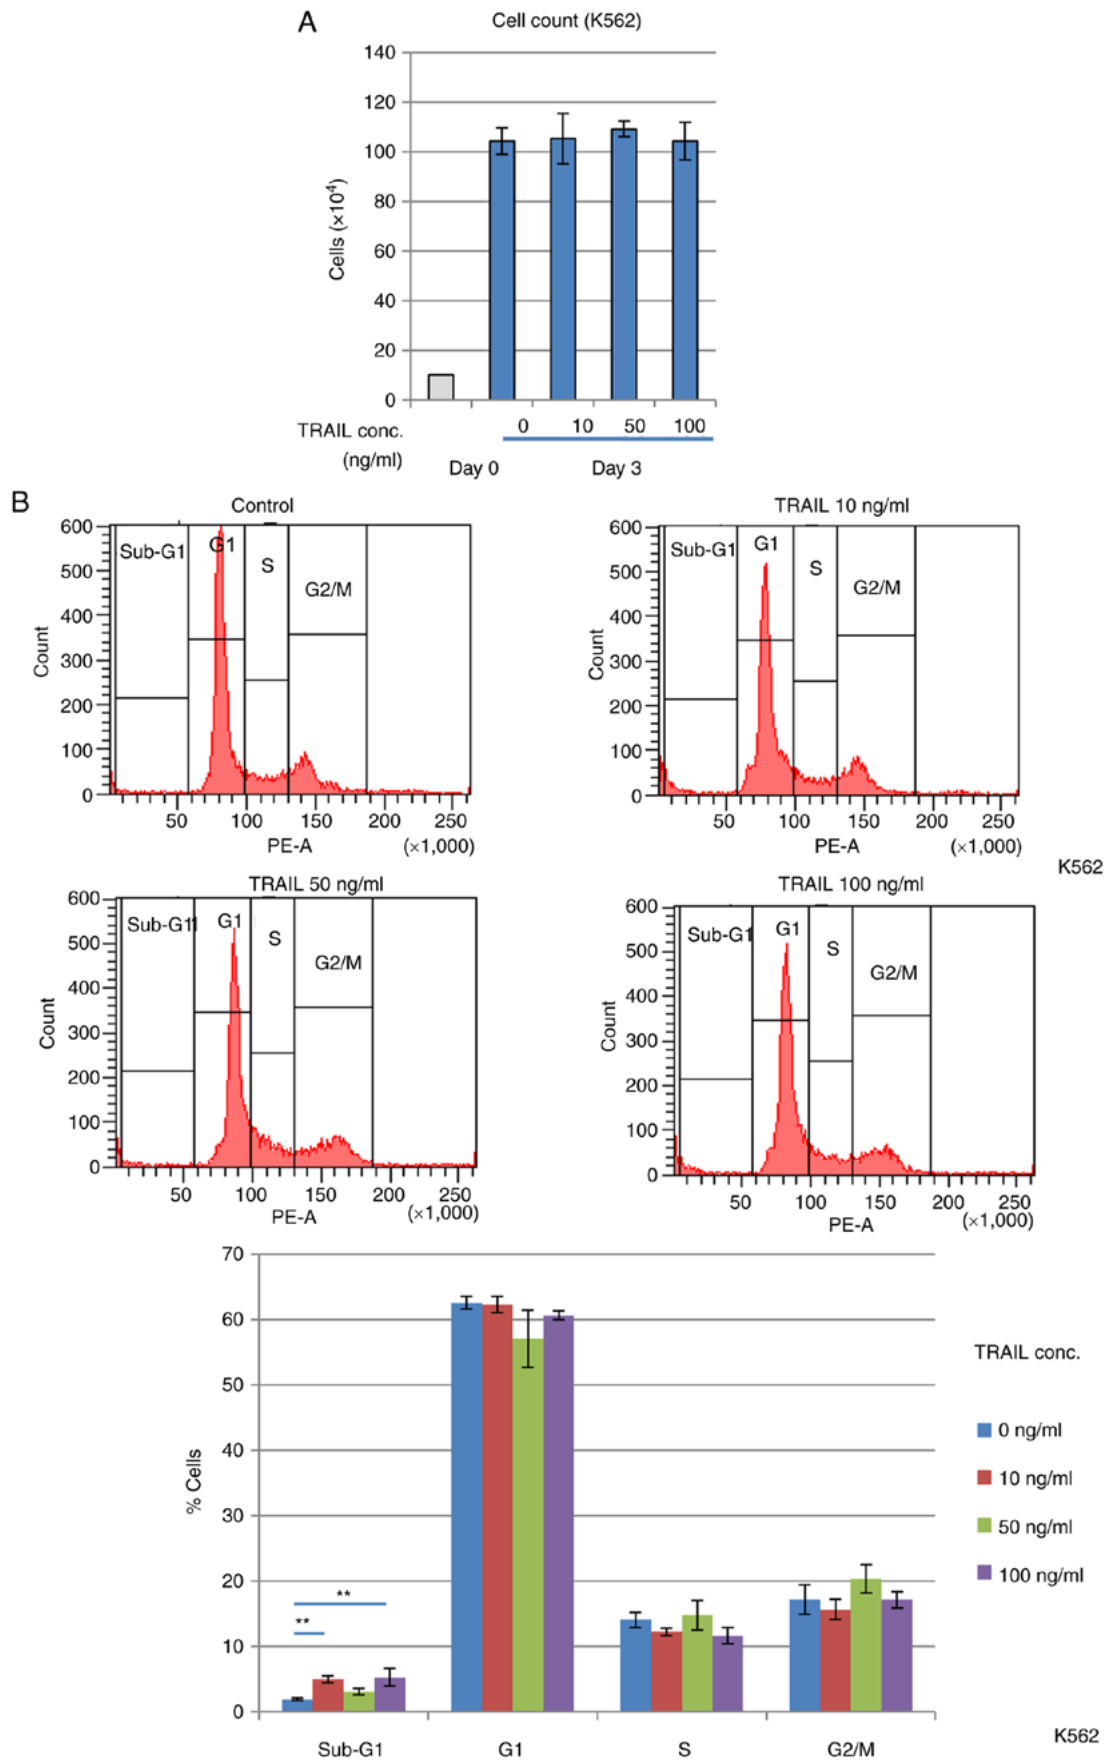 A
Cell count (K562)
140
120
100
80
60
40
20
0
Cells (×10⁴)
TRAIL conc.
(ng/ml)
0 10 50 100
Day 0 Day 3
B
Control
600
500
400
300
200
100
0
Count
Sub-G1 G1 S G2/M
50 100 150 200 250
PE-A (×1,000)
TRAIL 10 ng/ml
600
500
400
300
200
100
0
Count
Sub-G1 G1 S G2/M
50 100 150 200 250
PE-A (×1,000)
K562
TRAIL 50 ng/ml
600
500
400
300
200
100
0
Count
Sub-G1 G1 S G2/M
50 100 150 200 250
PE-A (×1,000)
TRAIL 100 ng/ml
600
500
400
300
200
100
0
Count
Sub-G1 G1 S G2/M
50 100 150 200 250
PE-A (×1,000)
70
60
50
40
30
20
10
0
% Cells
**
**
Sub-G1 G1 S G2/M
TRAIL conc.
0 ng/ml
10 ng/ml
50 ng/ml
100 ng/ml
K562